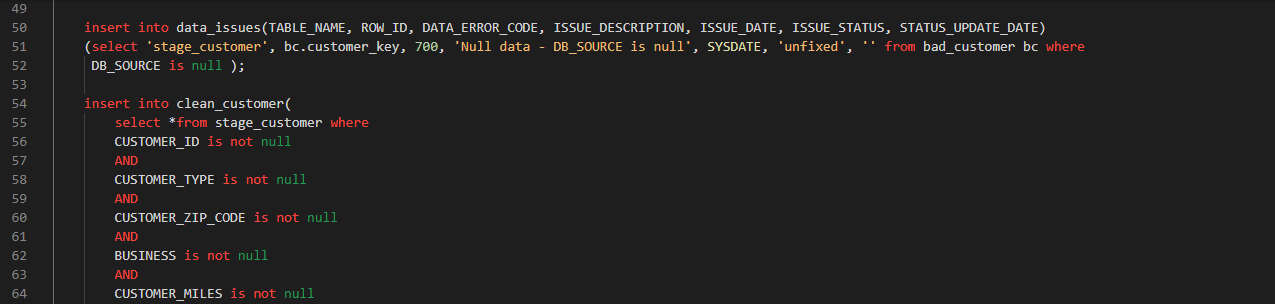 49
50 insert into data_issues(TABLE_NAME, ROW_ID, DATA_ERROR_CODE, ISSUE_DESCRIPTION, ISSUE_DATE, ISSUE_STATUS, STATUS_UPDATE_DATE)
51 (select 'stage_customer', bc.customer_key, 700, 'Null data - DB_SOURCE is null', SYSDATE, 'unfixed', '' from bad_customer bc where
52 DB_SOURCE is null );
53
54 insert into clean_customer(
55 select *from stage_customer where
56 CUSTOMER_ID is not null
57 AND
58 CUSTOMER_TYPE is not null
59 AND
60 CUSTOMER_ZIP_CODE is not null
61 AND
62 BUSINESS is not null
63 AND
64 CUSTOMER_MILES is not null